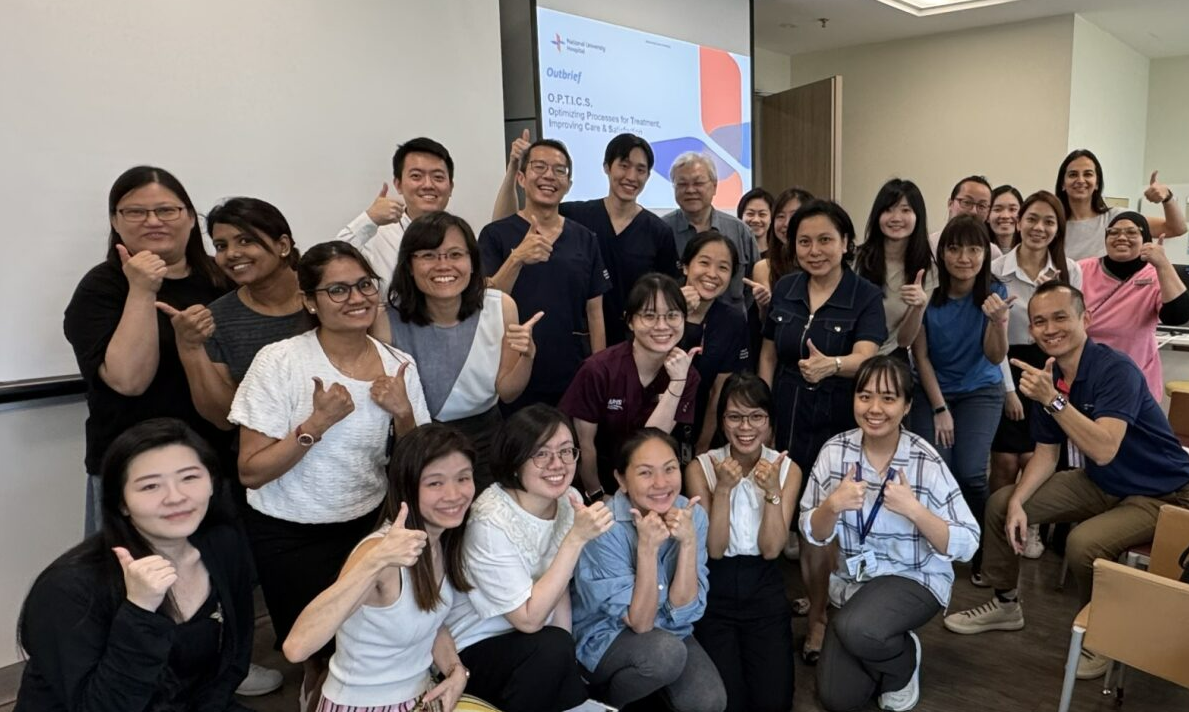 National University
Hospital
Outbrief
O.P.T.I.C.S.
Optimizing Processes for Treatment,
Improving Care & Satisfaction